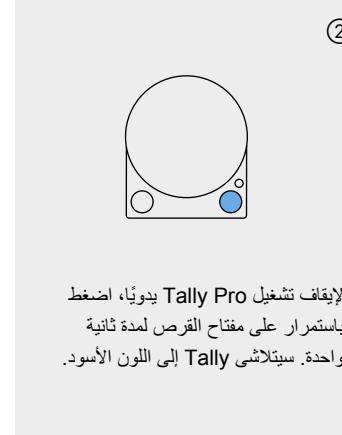 ②
لإيقاف تشغيل Tally Pro يدويًا، اضغط
باستمرار على مفتاح القرص لمدة ثانية
واحدة. سيتلاشى Tally إلى اللون الأسود.